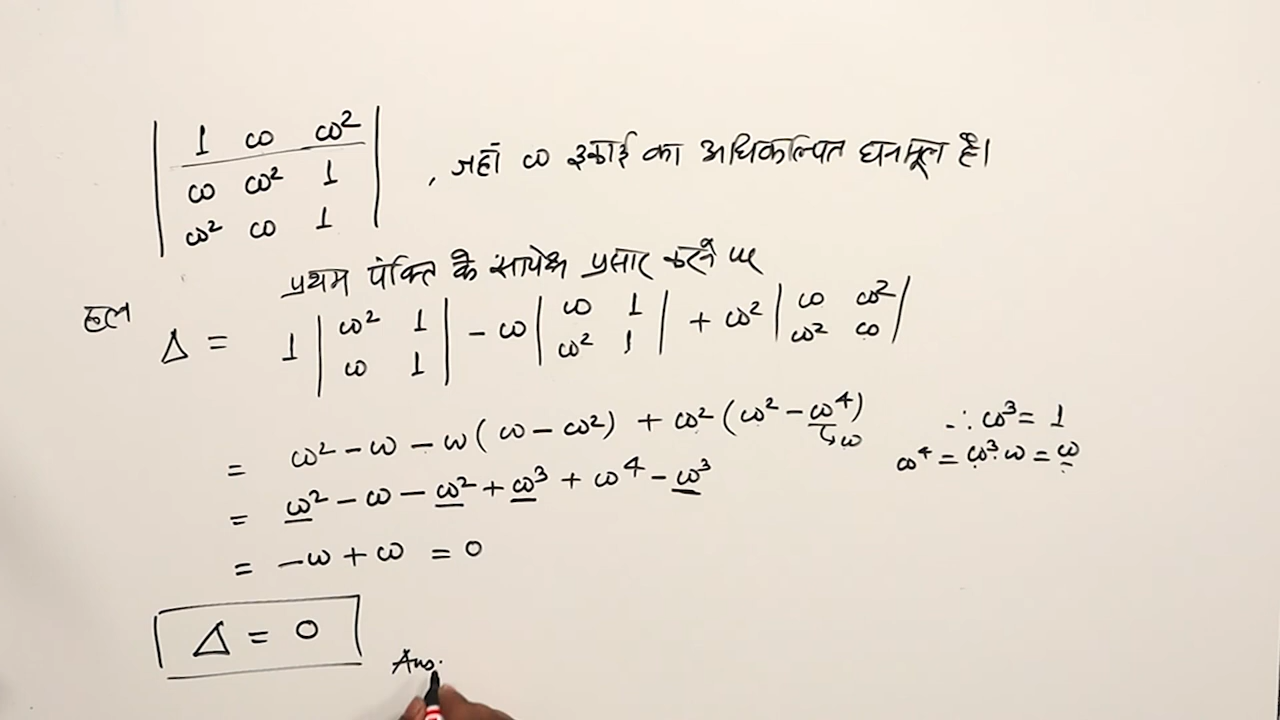 | 1 ω ω² |
| ω ω² 1 | , जहाँ ω इकाई का अधिकल्पित घनमूल है।
| ω² ω 1 |
प्रथम पंक्ति के सापेक्ष प्रसार करने पर
हल
Δ = 1 | ω² 1 | - ω | ω 1 | + ω² | ω ω² |
| ω 1 | | ω² 1 | | ω² ω |
= ω² - ω - ω ( ω - ω² ) + ω² ( ω² - ω⁴ ) ∴ ω³ = 1
↳ ω ω⁴ = ω³ ω = ω
= ω² - ω - ω² + ω³ + ω⁴ - ω³
= -ω + ω = 0
Δ = 0
Ans.